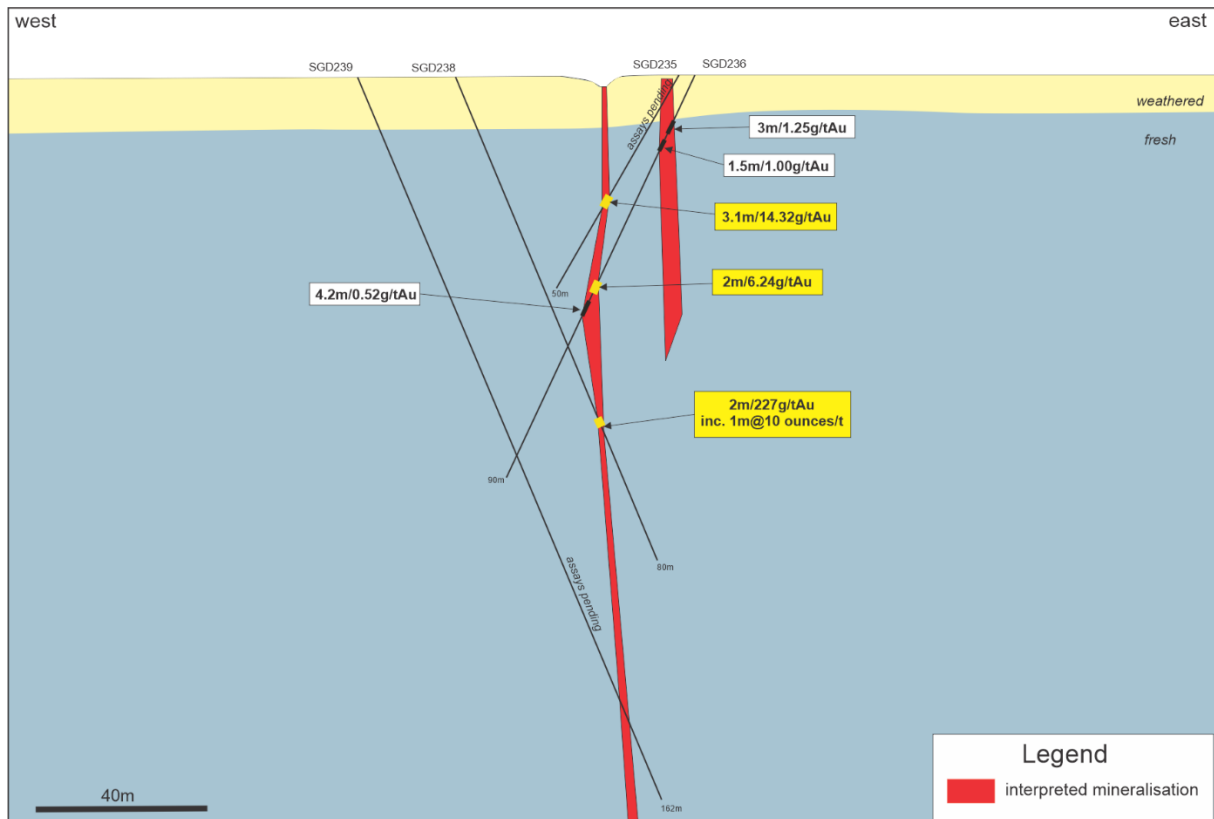 west
east
SGD239
SGD238
SGD235
SGD236
assays pending
weathered
fresh
3m/1.25g/tAu
1.5m/1.00g/tAu
3.1m/14.32g/tAu
50m
2m/6.24g/tAu
4.2m/0.52g/tAu
2m/227g/tAu
inc. 1m@10 ounces/t
90m
80m
assays pending
162m
40m
Legend
interpreted mineralisation